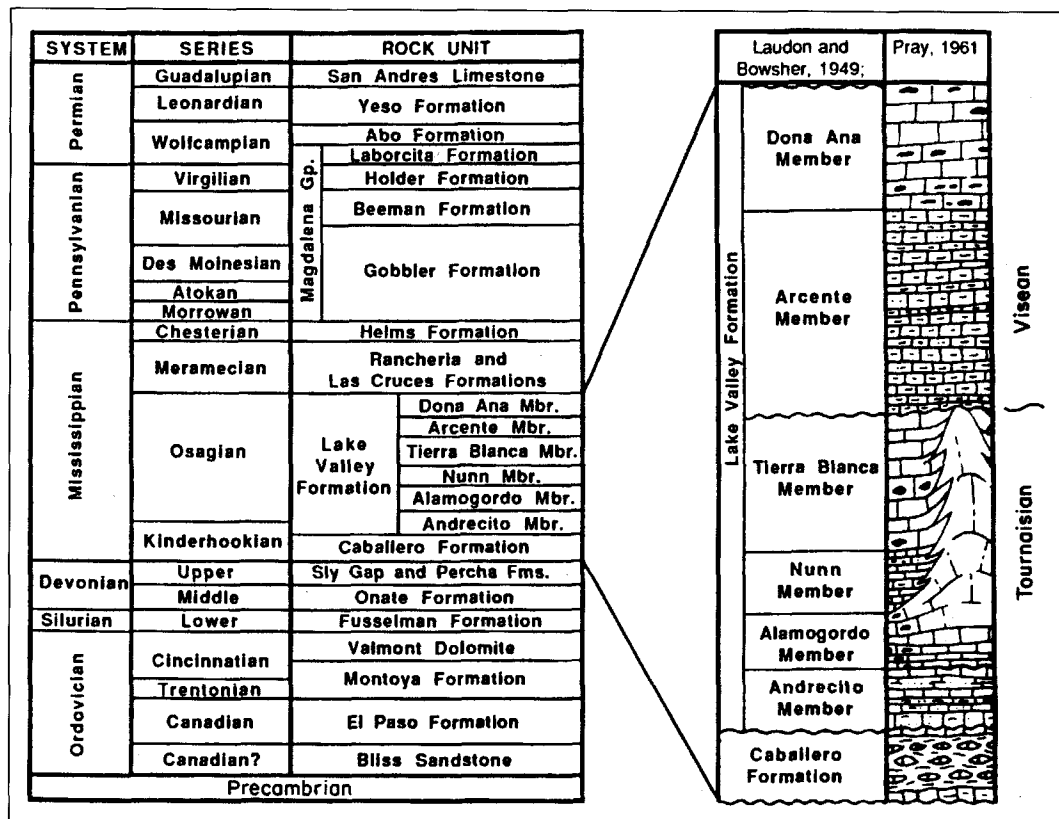 SYSTEM SERIES ROCK UNIT
Permian
Guadalupian San Andres Limestone
Leonardian Yeso Formation
Wolfcampian Abo Formation
Magdalena Gp.
Laborcita Formation
Pennsylvanian
Virgilian Holder Formation
Missourian Beeman Formation
Des Moinesian Gobbler Formation
Atokan
Morrowan
Mississippian
Chesterian Helms Formation
Meramecian Rancheria and
Las Cruces Formations
Osagian
Lake
Valley
Formation
Dona Ana Mbr.
Arcente Mbr.
Tierra Blanca Mbr.
Nunn Mbr.
Alamogordo Mbr.
Andrecito Mbr.
Kinderhookian Caballero Formation
Devonian
Upper Sly Gap and Percha Fms.
Middle Onate Formation
Silurian Lower Fusselman Formation
Ordovician
Cincinnatian Valmont Dolomite
Montoya Formation
Trentonian
Canadian El Paso Formation
Canadian? Bliss Sandstone
Precambrian
Laudon and
Bowsher, 1949;
Pray, 1961
Lake Valley Formation
Dona Ana
Member
Arcente
Member
Tierra Blanca
Member
Nunn
Member
Alamogordo
Member
Andrecito
Member
Caballero
Formation
Visean
Tournaisian